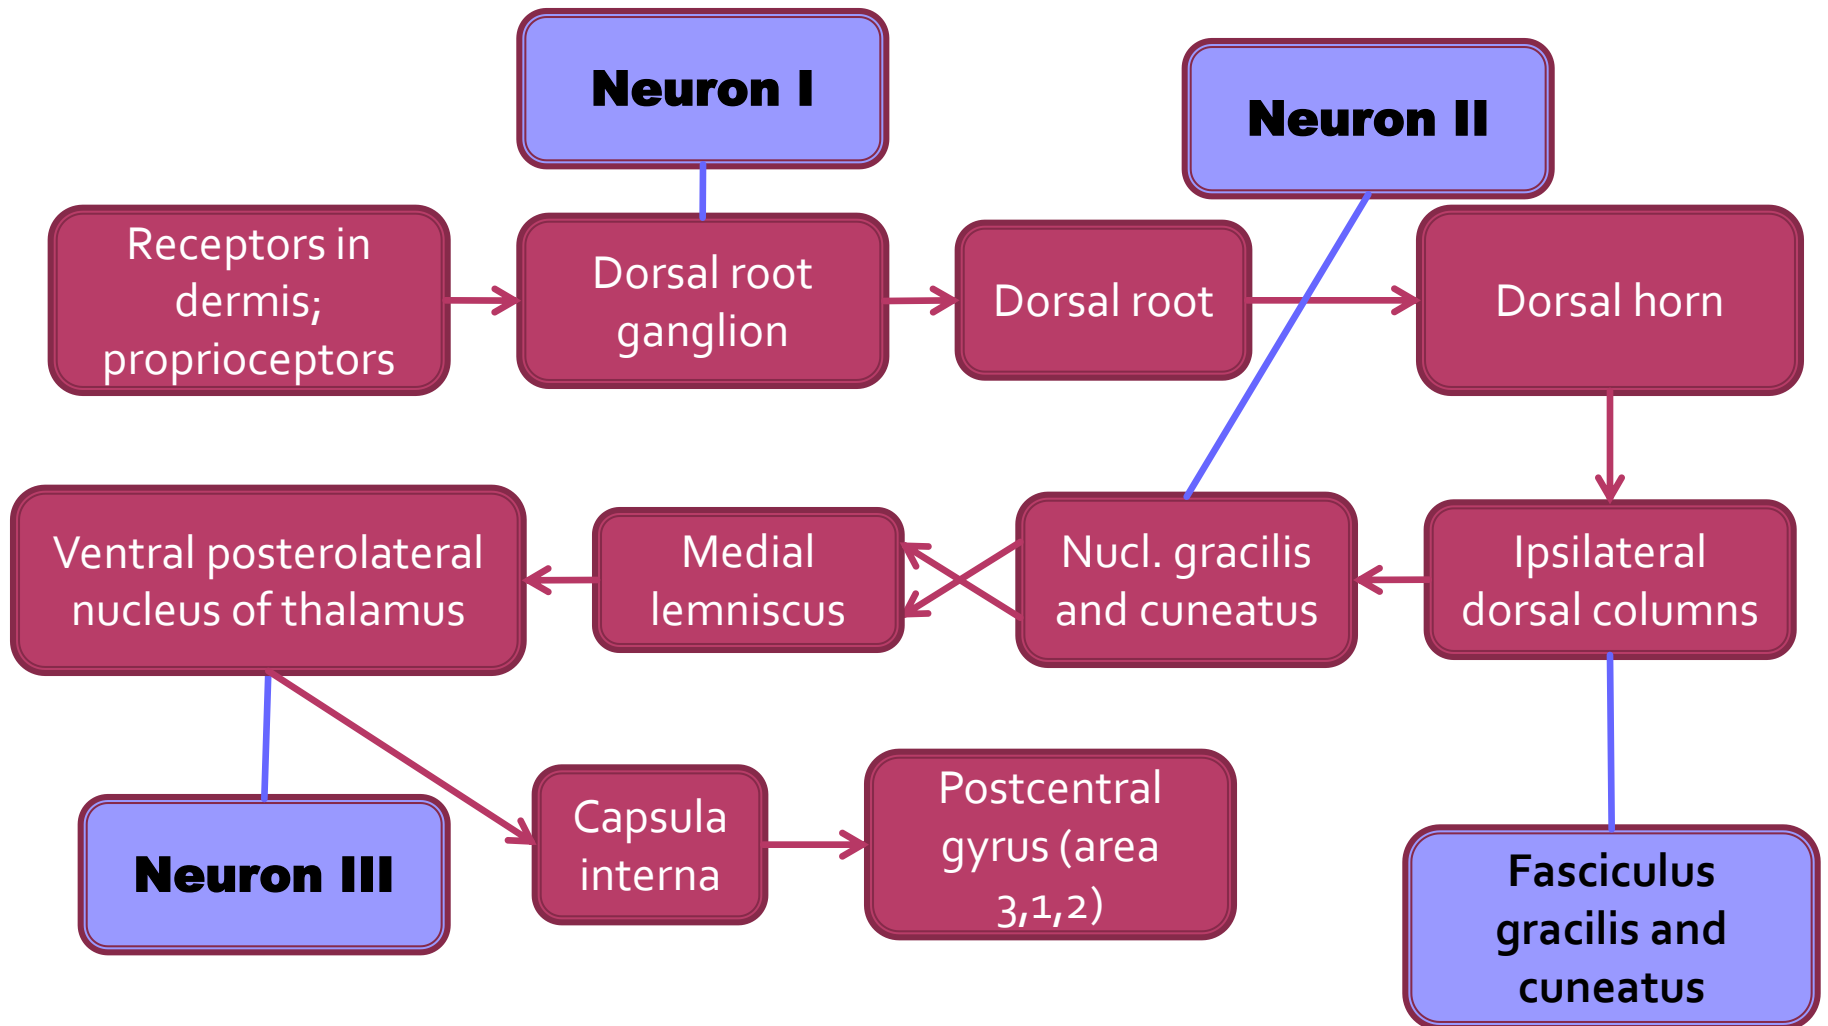 Neuron I
Neuron II
Receptors in
dermis;
proprioceptors
Dorsal root
ganglion
Dorsal root
Dorsal horn
Ventral posterolateral
nucleus of thalamus
Medial
lemniscus
Nucl. gracilis
and cuneatus
Ipsilateral
dorsal columns
Neuron III
Capsula
interna
Postcentral
gyrus (area
3,1,2)
Fasciculus
gracilis and
cuneatus